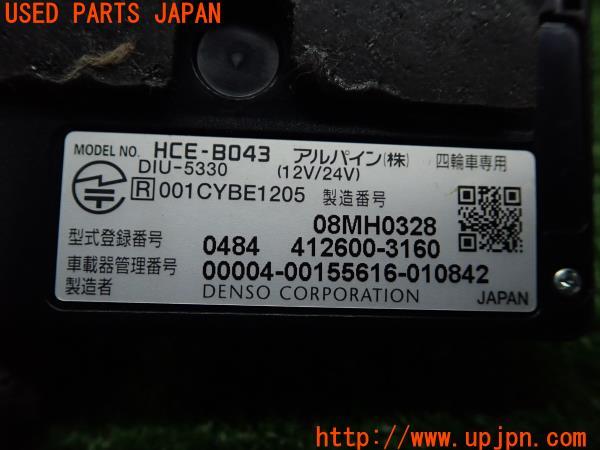 USED PARTS JAPAN
MODEL NO. HCE-B043 アルパイン(株) 四輪車専用
DIU-5330 (12V/24V)
R 001CYBE1205 製造番号
08MH0328
型式登録番号 0484 412600-3160
車載器管理番号 00004-00155616-010842
製造者 DENSO CORPORATION JAPAN
USED PARTS JAPAN http://www.upjpn.com